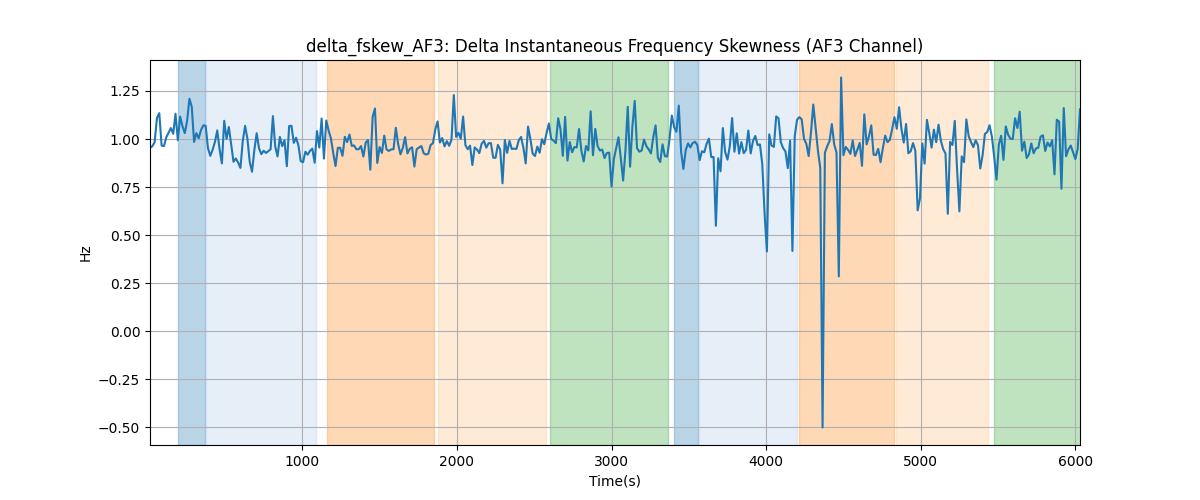 delta_fskew_AF3: Delta Instantaneous Frequency Skewness (AF3 Channel)
1.25
1.00
0.75
0.50
0.25
0.00
−0.25
−0.50
Hz
1000 2000 3000 4000 5000 6000
Time(s)